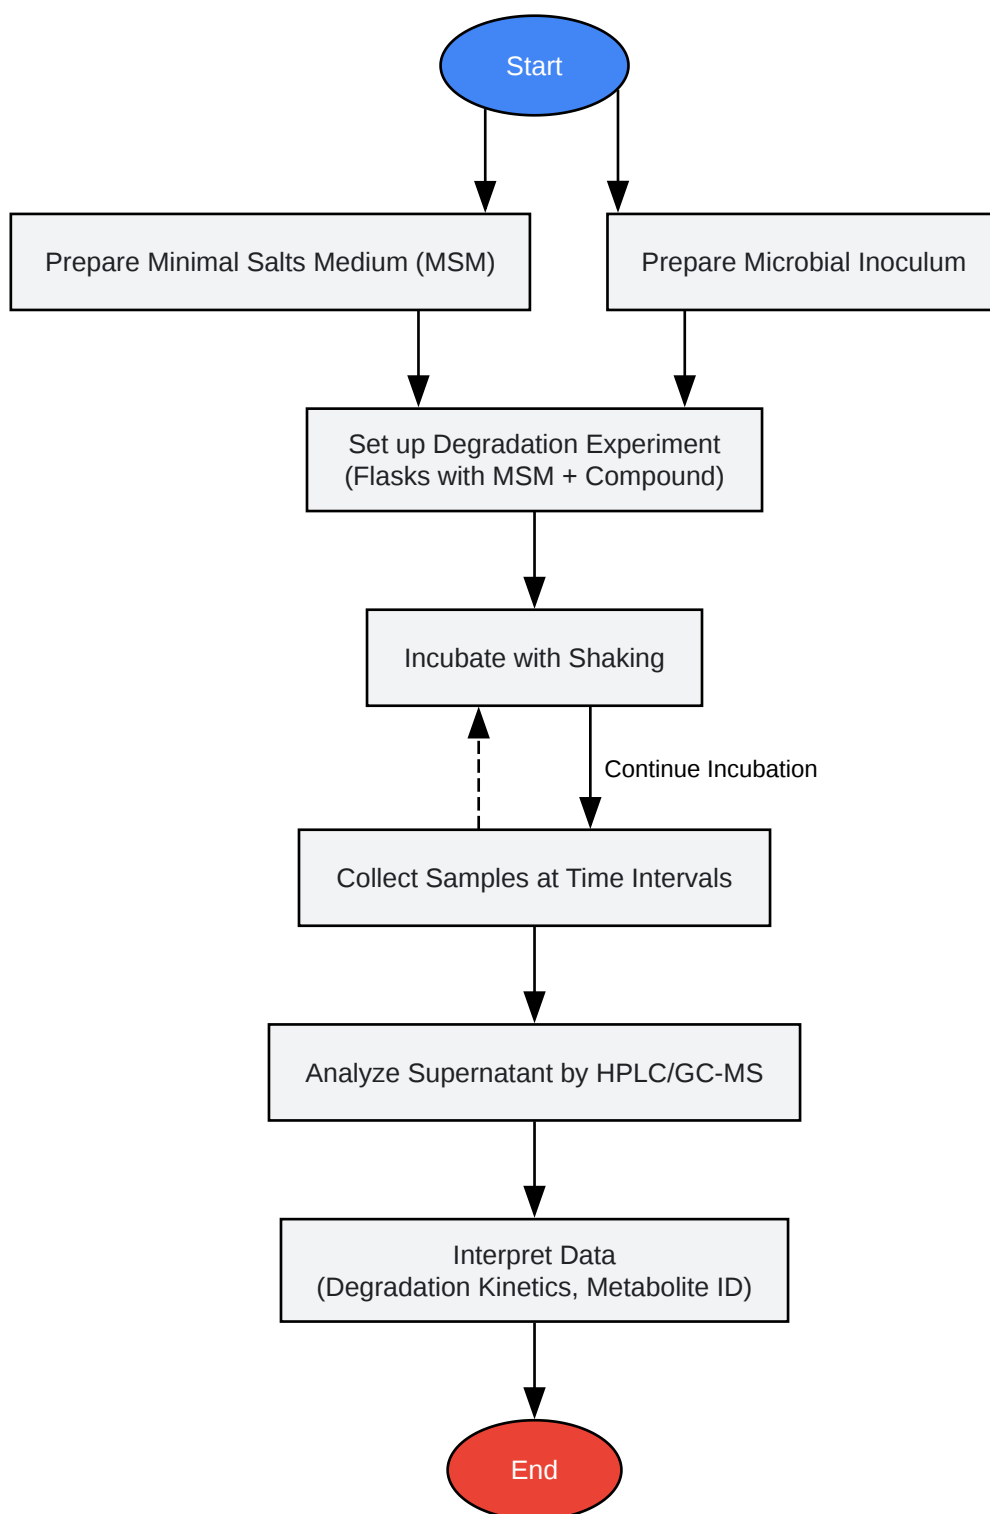 Start
Prepare Minimal Salts Medium (MSM)
Prepare Microbial Inoculum
Set up Degradation Experiment
(Flasks with MSM + Compound)
Incubate with Shaking
Continue Incubation
Collect Samples at Time Intervals
Analyze Supernatant by HPLC/GC-MS
Interpret Data
(Degradation Kinetics, Metabolite ID)
End